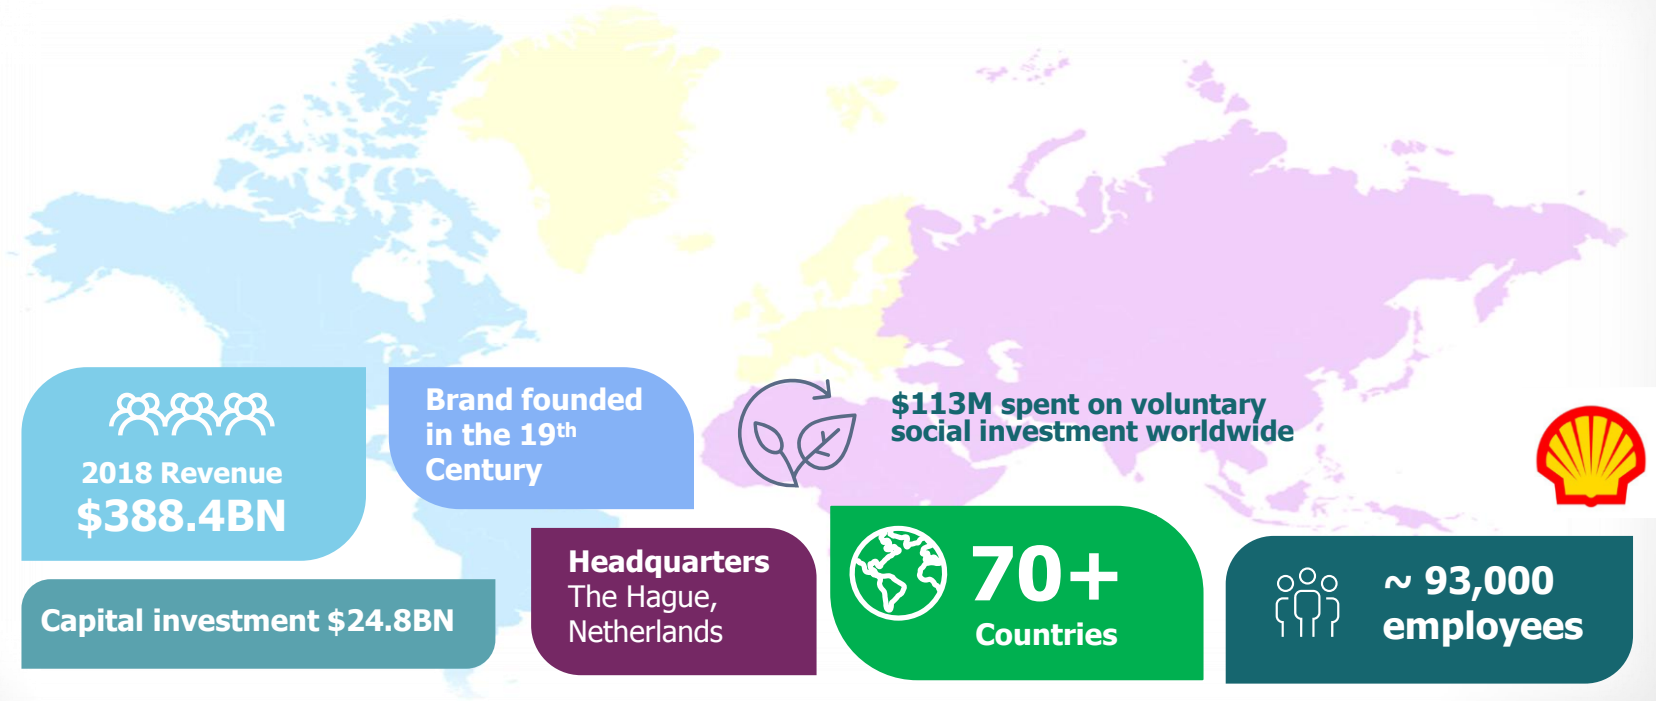 2018 Revenue
$388.4BN
Brand founded
in the 19th
Century
$113M spent on voluntary
social investment worldwide
Capital investment $24.8BN
Headquarters
The Hague,
Netherlands
70+
Countries
~ 93,000
employees